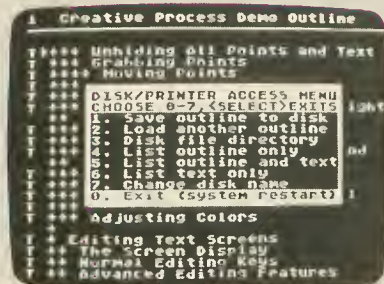 i Creative Process Demo Outline
T++++ Unhiding All Points and Text
T +++ Grabbing Points
T ++++ Moving Points
T +++
DISK/PRINTER ACCESS MENU
CHOOSE 0-7,<SELECT>EXITS ight
1. Save outline to disk
2. Load another outline
3. Disk file directory
4. List outline only nd
5. List outline and text
6. List text only
7. Change disk name
0. Exit (system restart)
T +++ Adjusting Colors
T + Editing Text Screens
T ++ The Screen Display
T ++ Normal Editing Keys
T ++ Advanced Editing Features